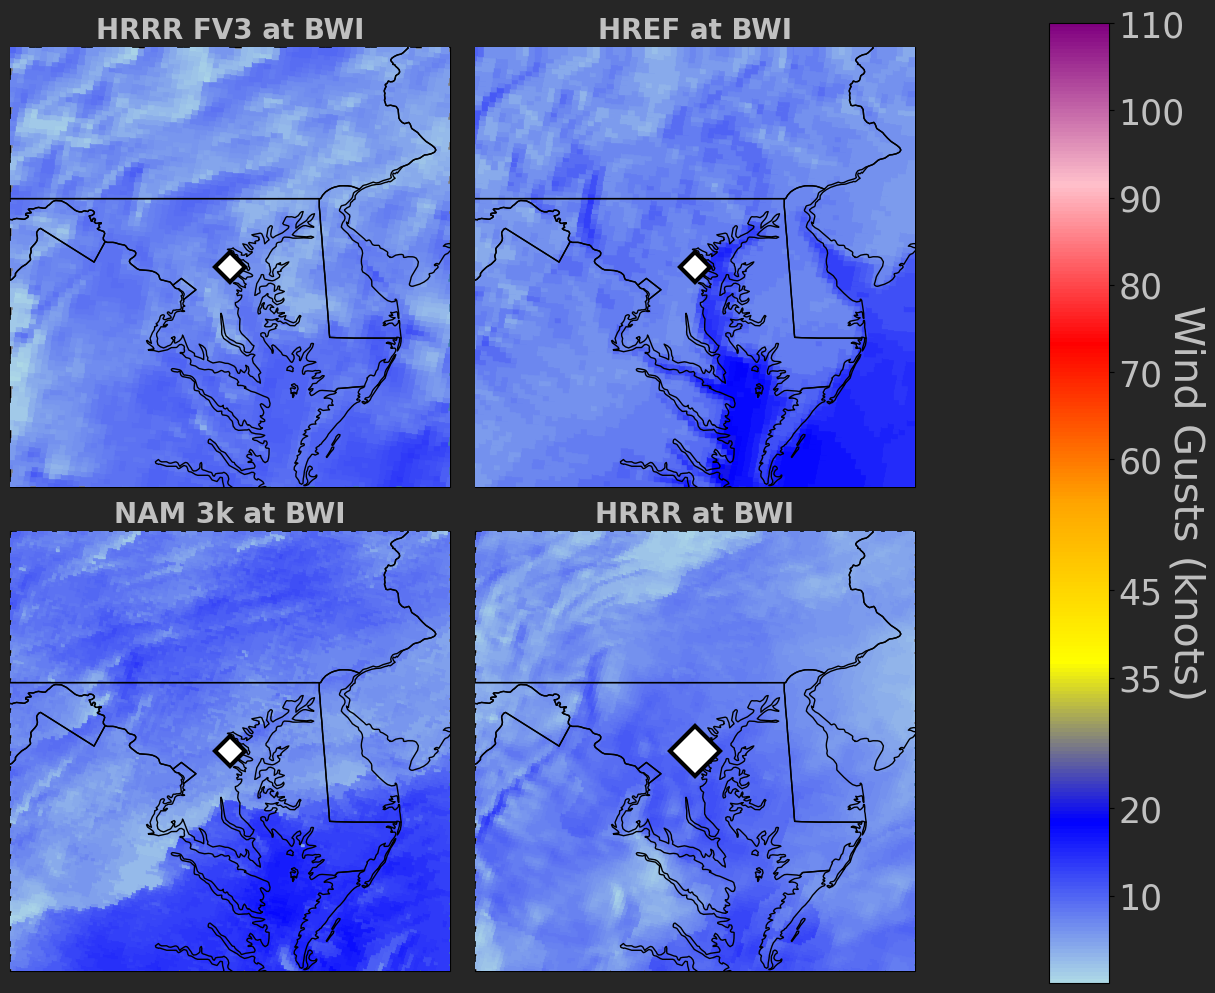 HRRR FV3 at BWI
HREF at BWI
NAM 3k at BWI
HRRR at BWI
110
100
90
80
70
60
45
35
20
10
Wind Gusts (knots)